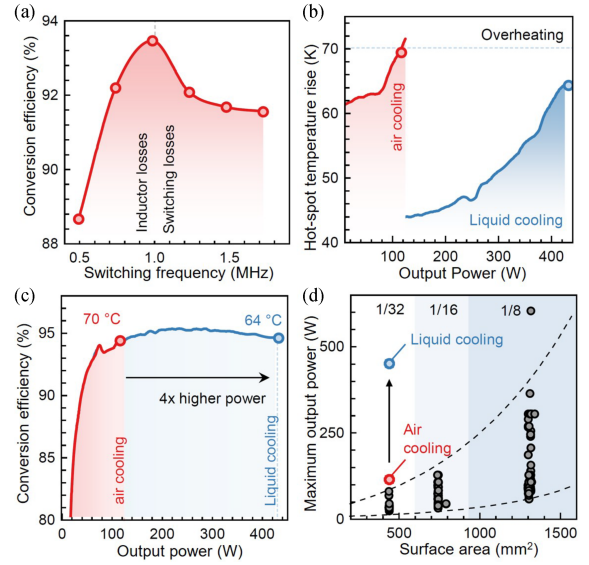 (a)
Conversion efficiency (%)
94
92
90
88
0.5
1.0
1.5
Switching frequency (MHz)
Inductor losses
Switching losses
(b)
Hot-spot temperature rise (K)
70
60
50
40
100
200
300
400
Output Power (W)
Overheating
air cooling
Liquid cooling
(c)
Conversion efficiency (%)
100
95
90
85
80
0
100
200
300
400
Output power (W)
70 °C
64 °C
4x higher power
air cooling
Liquid cooling
(d)
Maximum output power (W)
500
250
0
500
1000
1500
Surface area (mm²)
1/32
1/16
1/8
Liquid cooling
Air
cooling